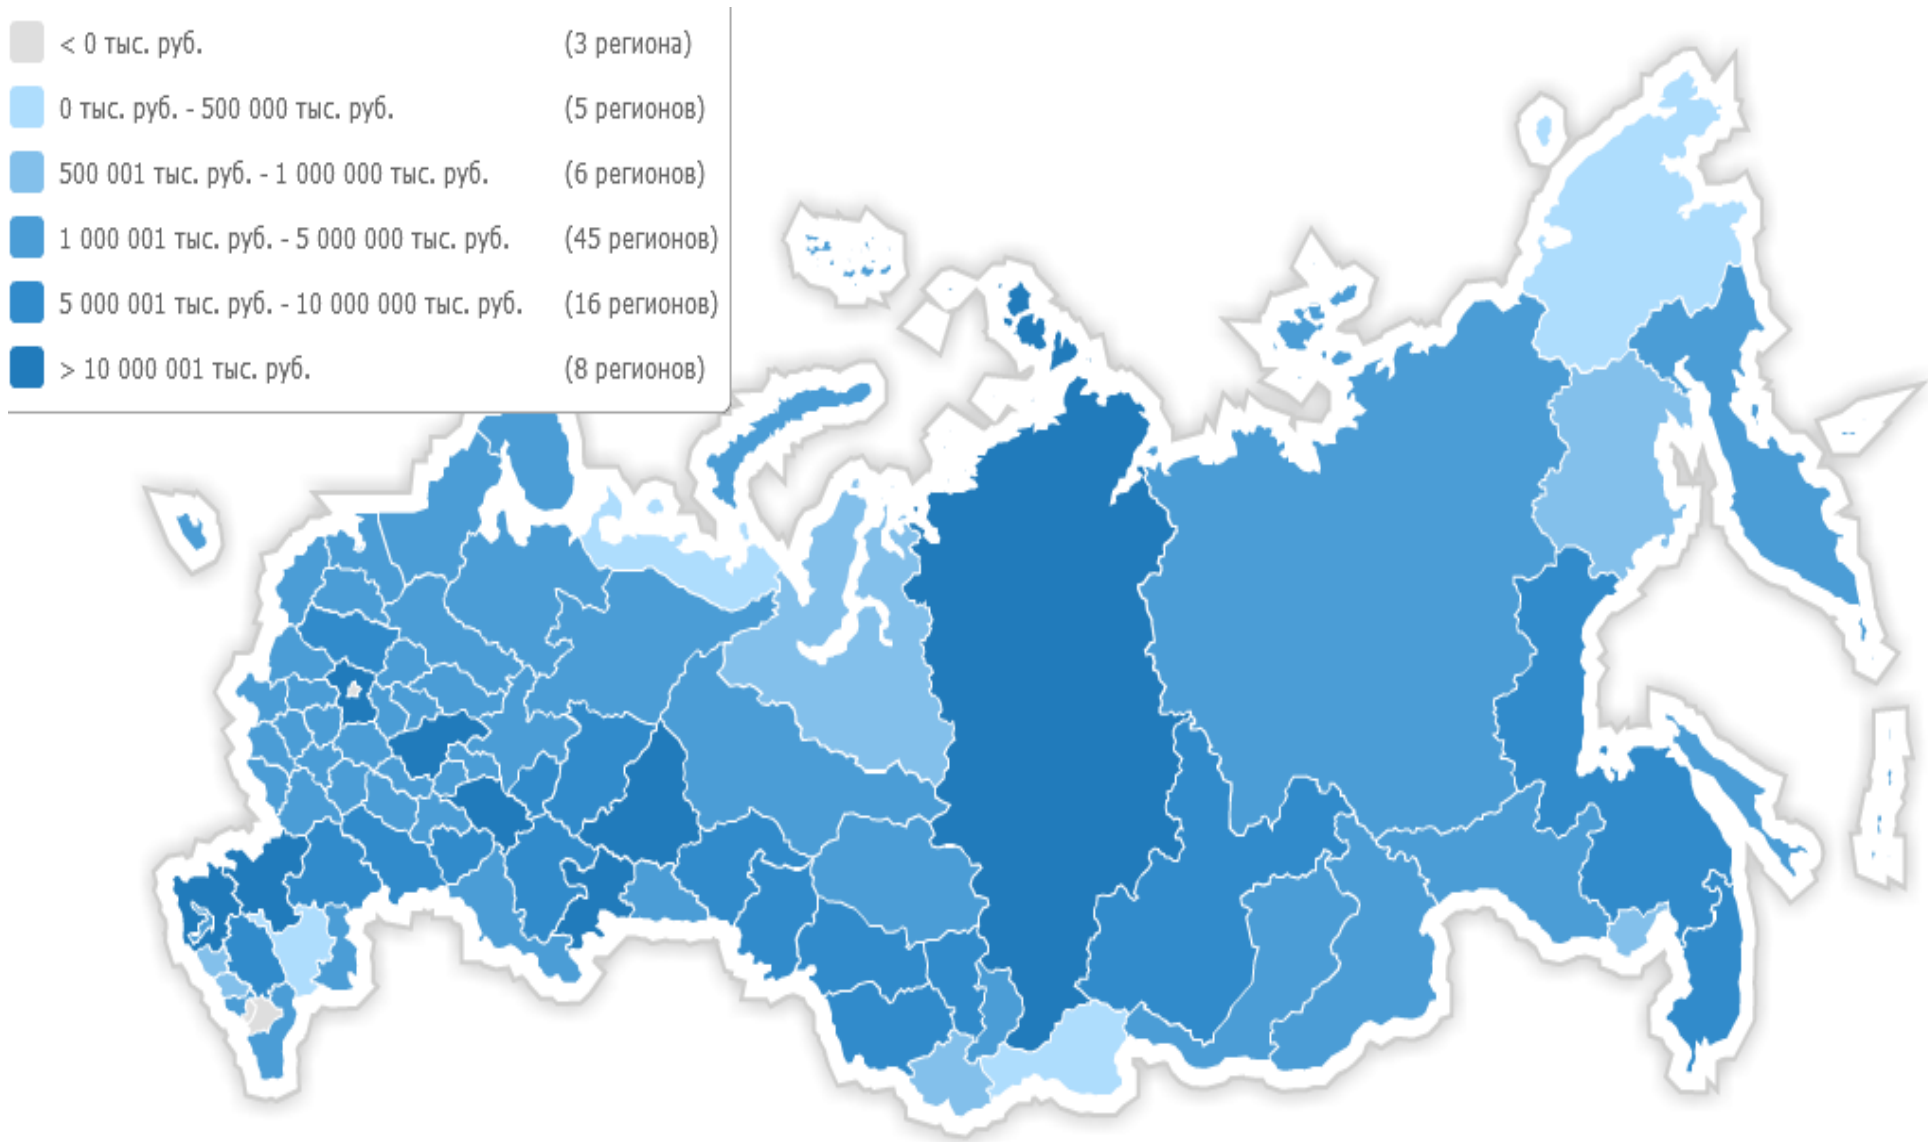 < 0 тыс. руб. (3 региона)
0 тыс. руб. - 500 000 тыс. руб. (5 регионов)
500 001 тыс. руб. - 1 000 000 тыс. руб. (6 регионов)
1 000 001 тыс. руб. - 5 000 000 тыс. руб. (45 регионов)
5 000 001 тыс. руб. - 10 000 000 тыс. руб. (16 регионов)
> 10 000 001 тыс. руб. (8 регионов)